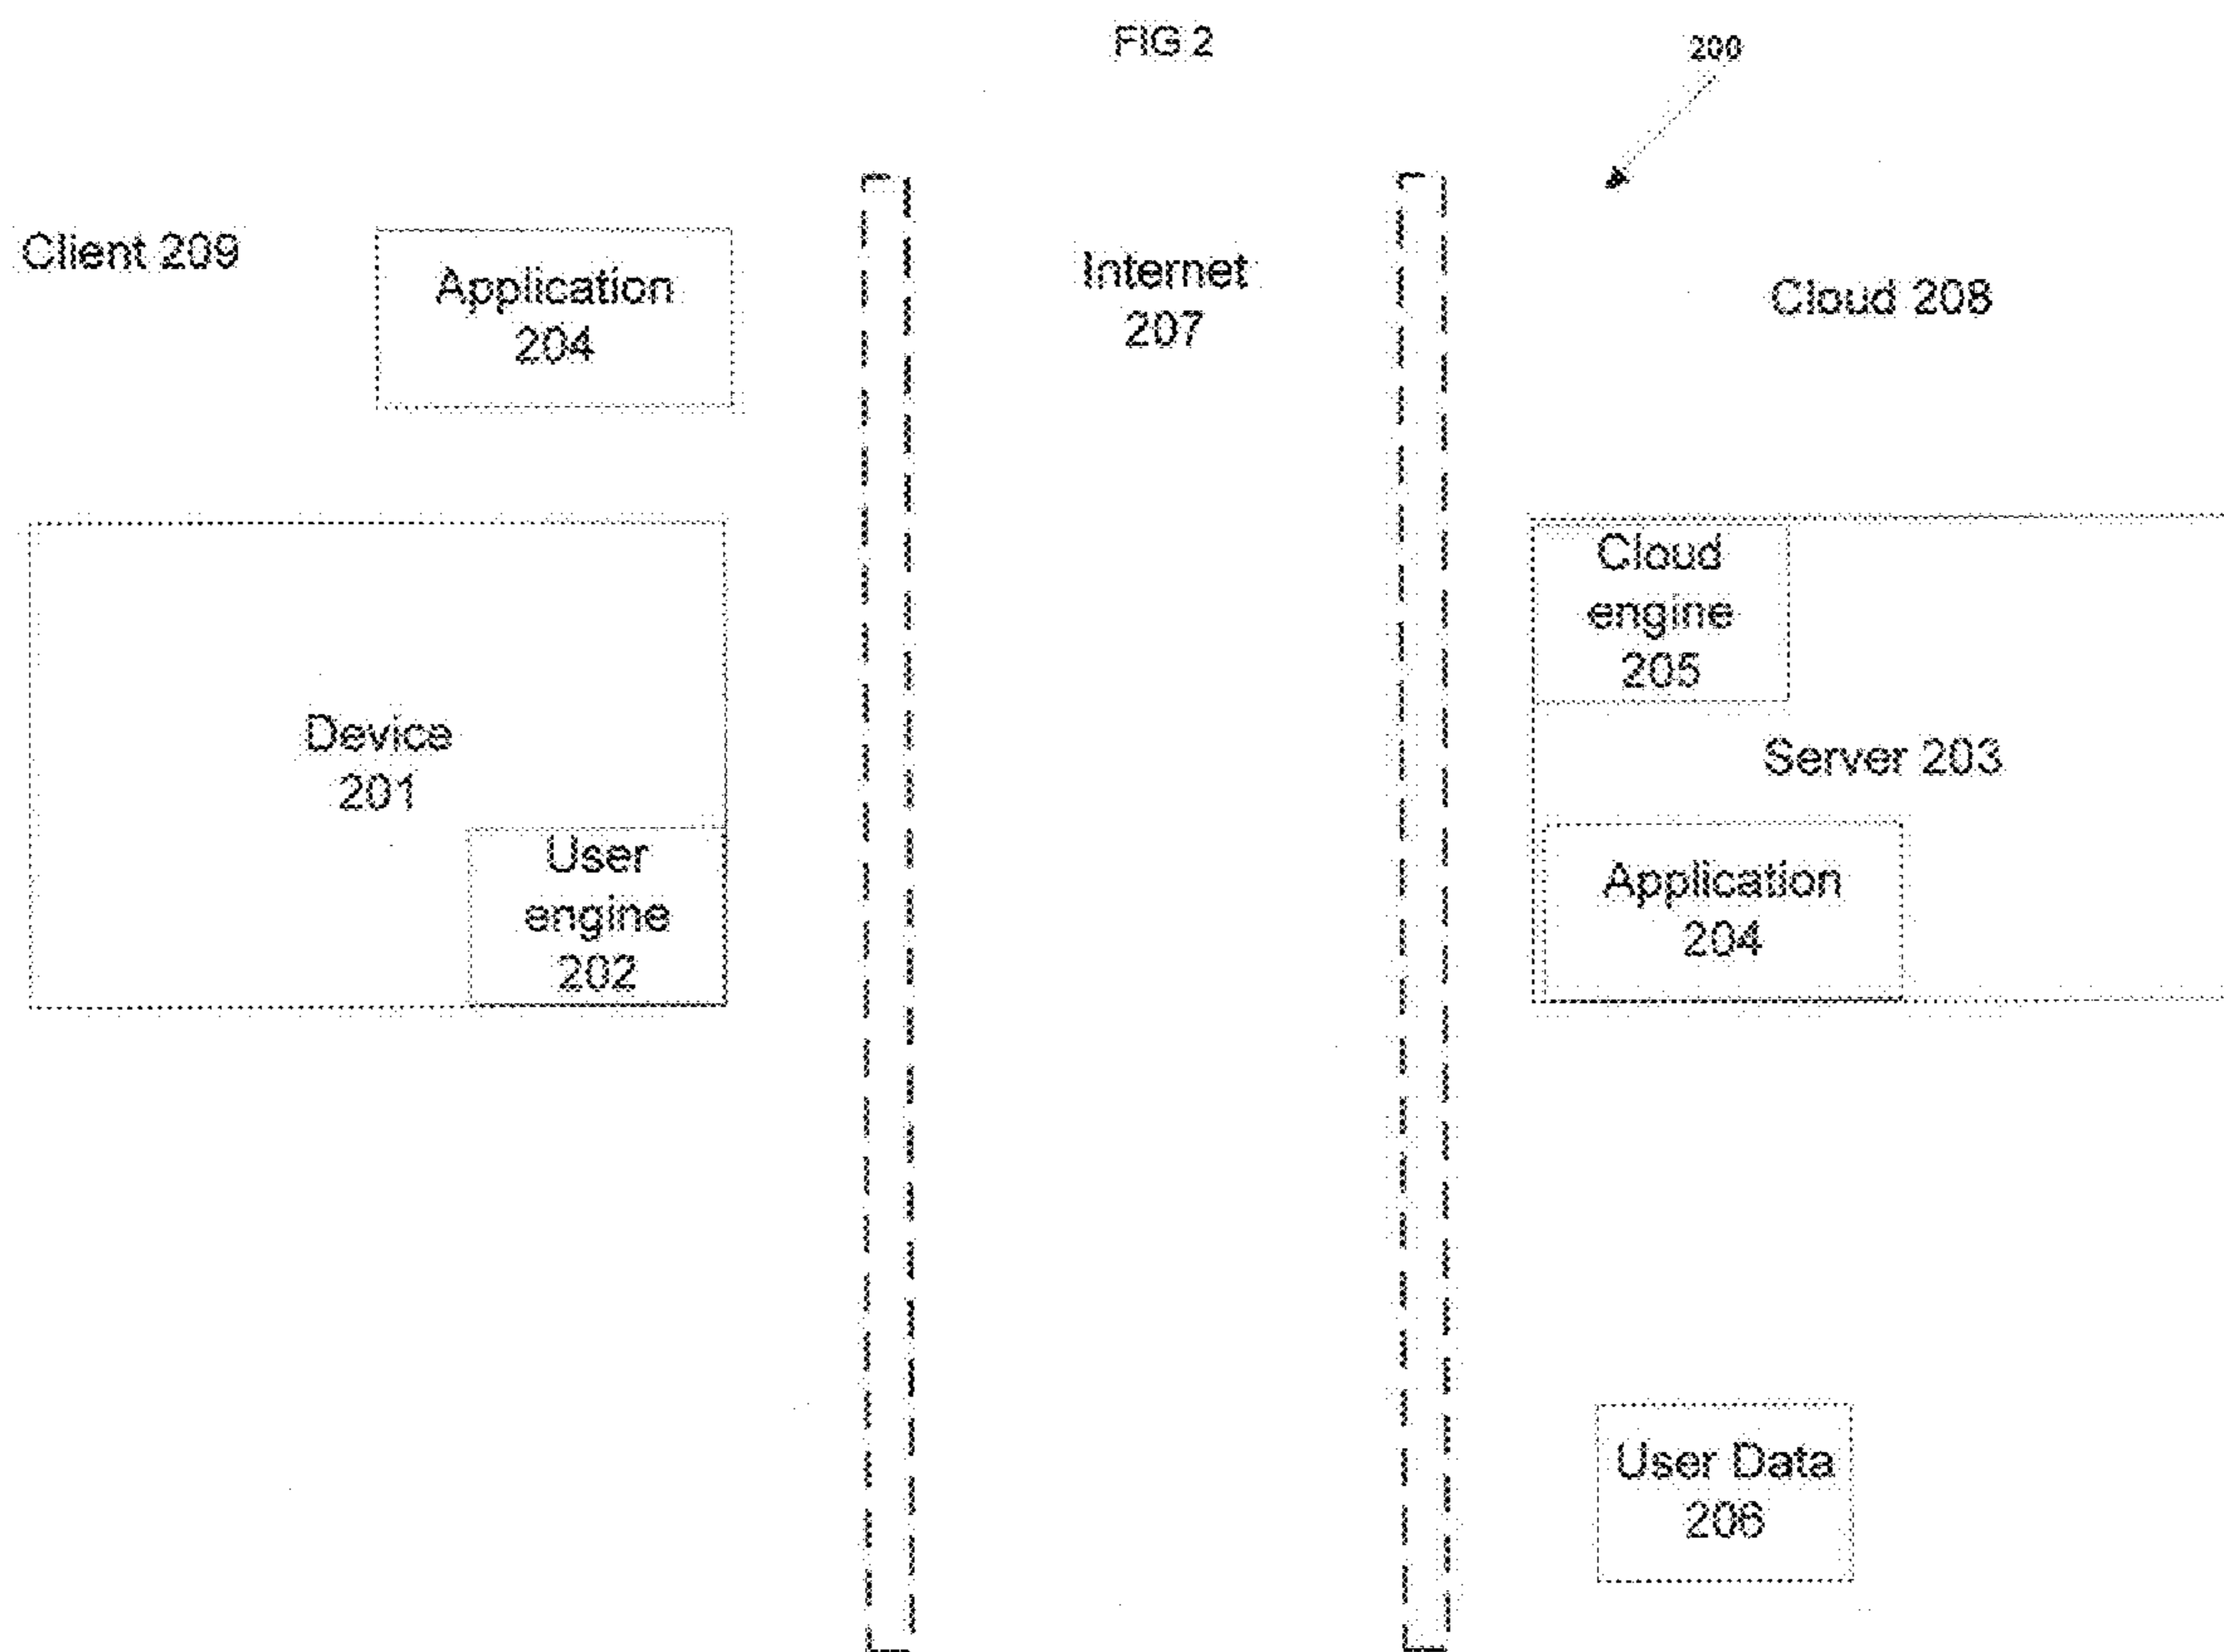 FIG 2
200
Client 209
Application
204
Internet
207
Cloud 208
Device
201
User
engine
202
Cloud
engine
205
Server 203
Application
204
User Data
206